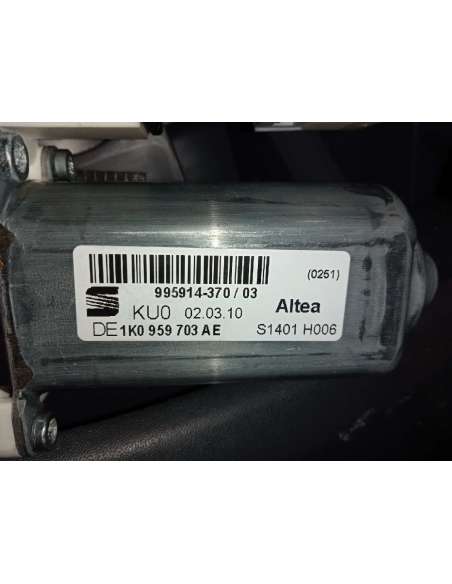 (0251)
995914-370 / 03
KU0 02.03.10 Altea
DE 1K0 959 703 AE S1401 H006